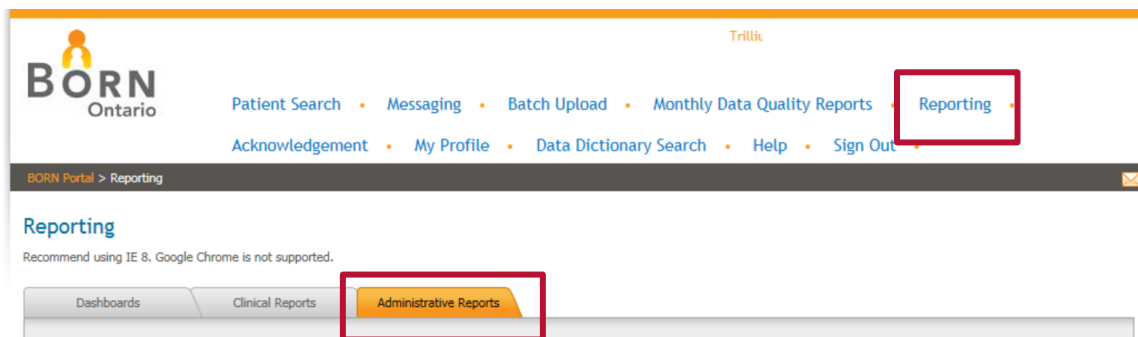 Trilliu
BORN
Ontario
Patient Search • Messaging • Batch Upload • Monthly Data Quality Reports • Reporting •
Acknowledgement • My Profile • Data Dictionary Search • Help • Sign Out •
BORN Portal > Reporting
Reporting
Recommend using IE 8. Google Chrome is not supported.
Dashboards Clinical Reports Administrative Reports